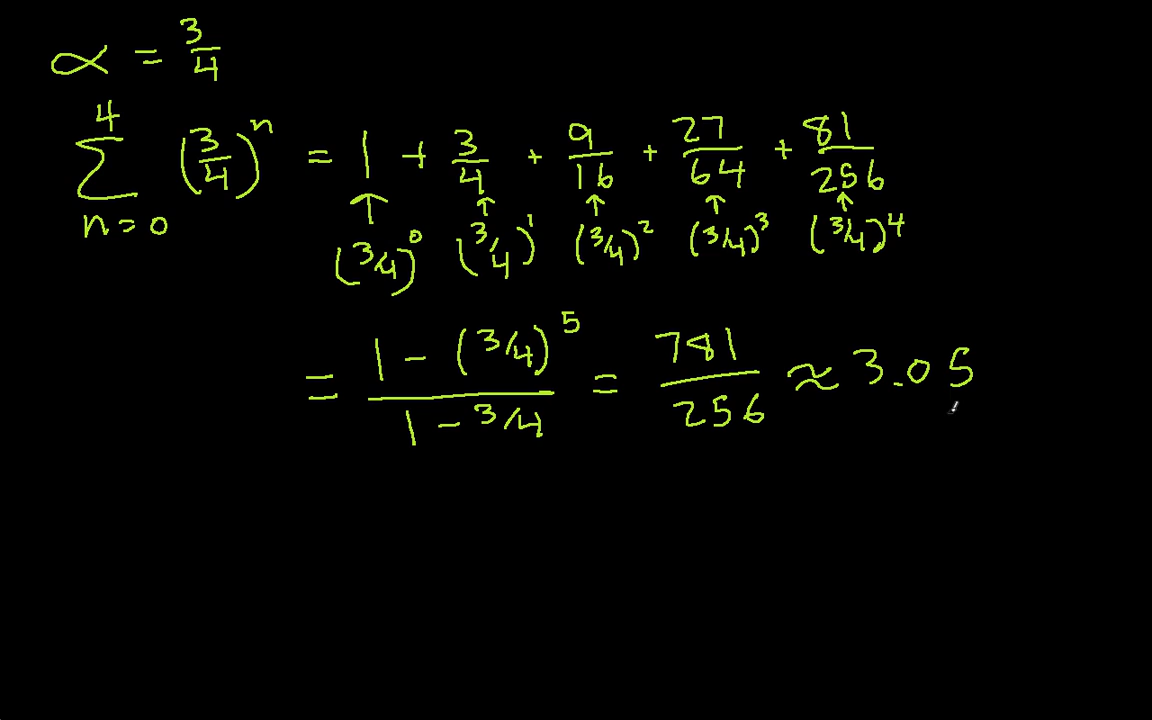 α = 3/4
4
∑ (3/4)^n = 1 + 3/4 + 9/16 + 27/64 + 81/256
n = 0
↑ ↑ ↑ ↑ ↑
(3/4)^0 (3/4)^1 (3/4)^2 (3/4)^3 (3/4)^4
= (1 - (3/4)^5)/(1 - 3/4) = 781/256 ≈ 3.05